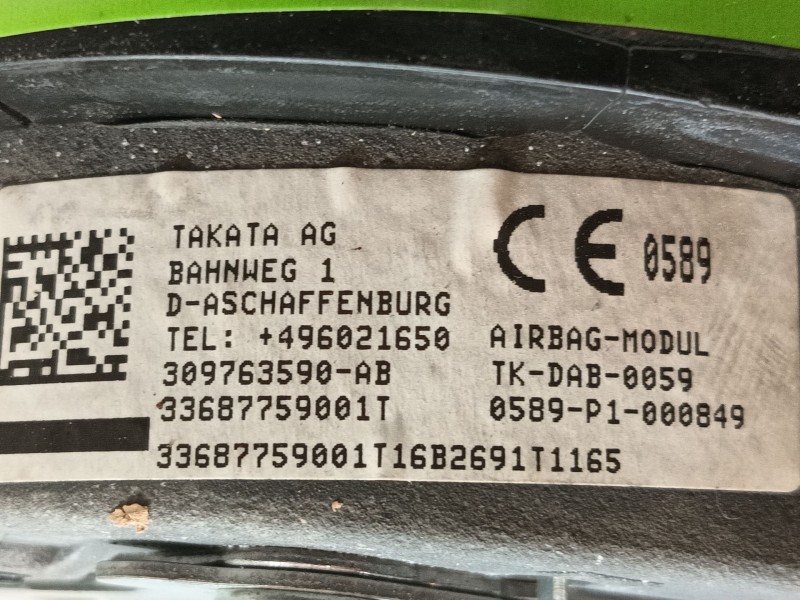 TAKATA AG
BAHNWEG 1
D-ASCHAFFENBURG
TEL: +496021650
309763590-AB
33687759001T
33687759001T16B2691T1165
CE 0589
AIRBAG-MODUL
TK-DAB-0059
0589-P1-000849